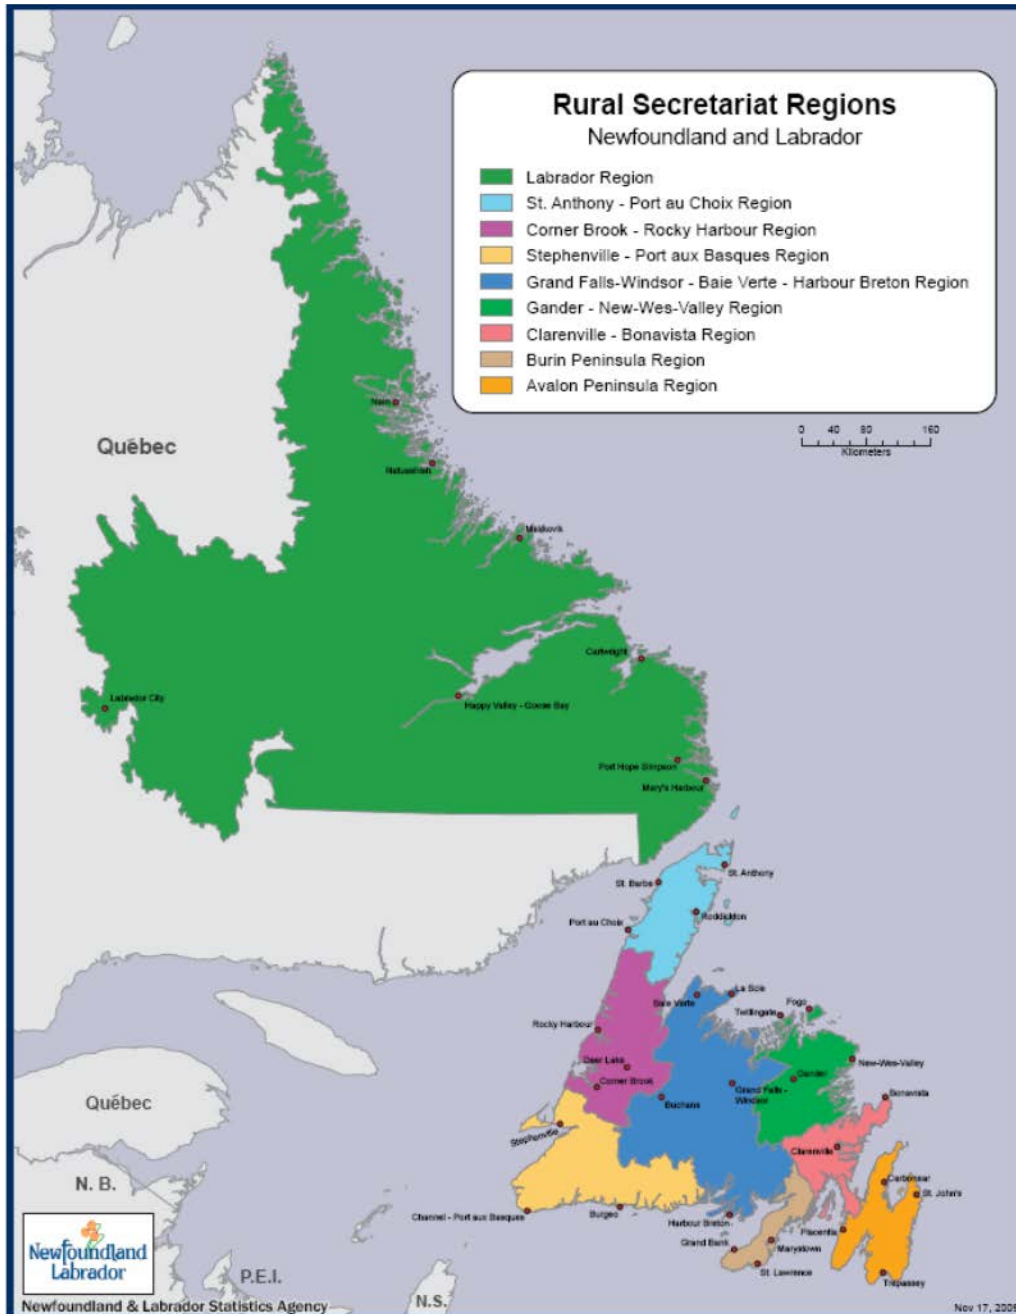 Rural Secretariat Regions
Newfoundland and Labrador
Labrador Region
St. Anthony - Port au Choix Region
Corner Brook - Rocky Harbour Region
Stephenville - Port aux Basques Region
Grand Falls-Windsor - Baie Verte - Harbour Breton Region
Gander - New-Wes-Valley Region
Clarenville - Bonavista Region
Burin Peninsula Region
Avalon Peninsula Region
0 40 80 160
Kilometers
Nain
Québec
Natuashish
Makkovik
Cartwright
Labrador City
Happy Valley - Goose Bay
Port Hope Simpson
Mary's Harbour
St. Anthony
St. Barbe
Roddickton
Port au Choix
La Scie
Baie Verte
Fogo
Twillingate
Rocky Harbour
New-Wes-Valley
Deer Lake
Gander
Corner Brook
Grand Falls -
Windsor
Buchans
Bonavista
Québec
Stephenville
Clarenville
N. B.
Carbonear
St. John's
Channel - Port aux Basques
Burgeo
Harbour Breton
Placentia
Grand Bank
Marystown
St. Lawrence
Trepassey
Newfoundland
Labrador
P.E.I.
N.S.
Newfoundland & Labrador Statistics Agency
Nov 17, 2009